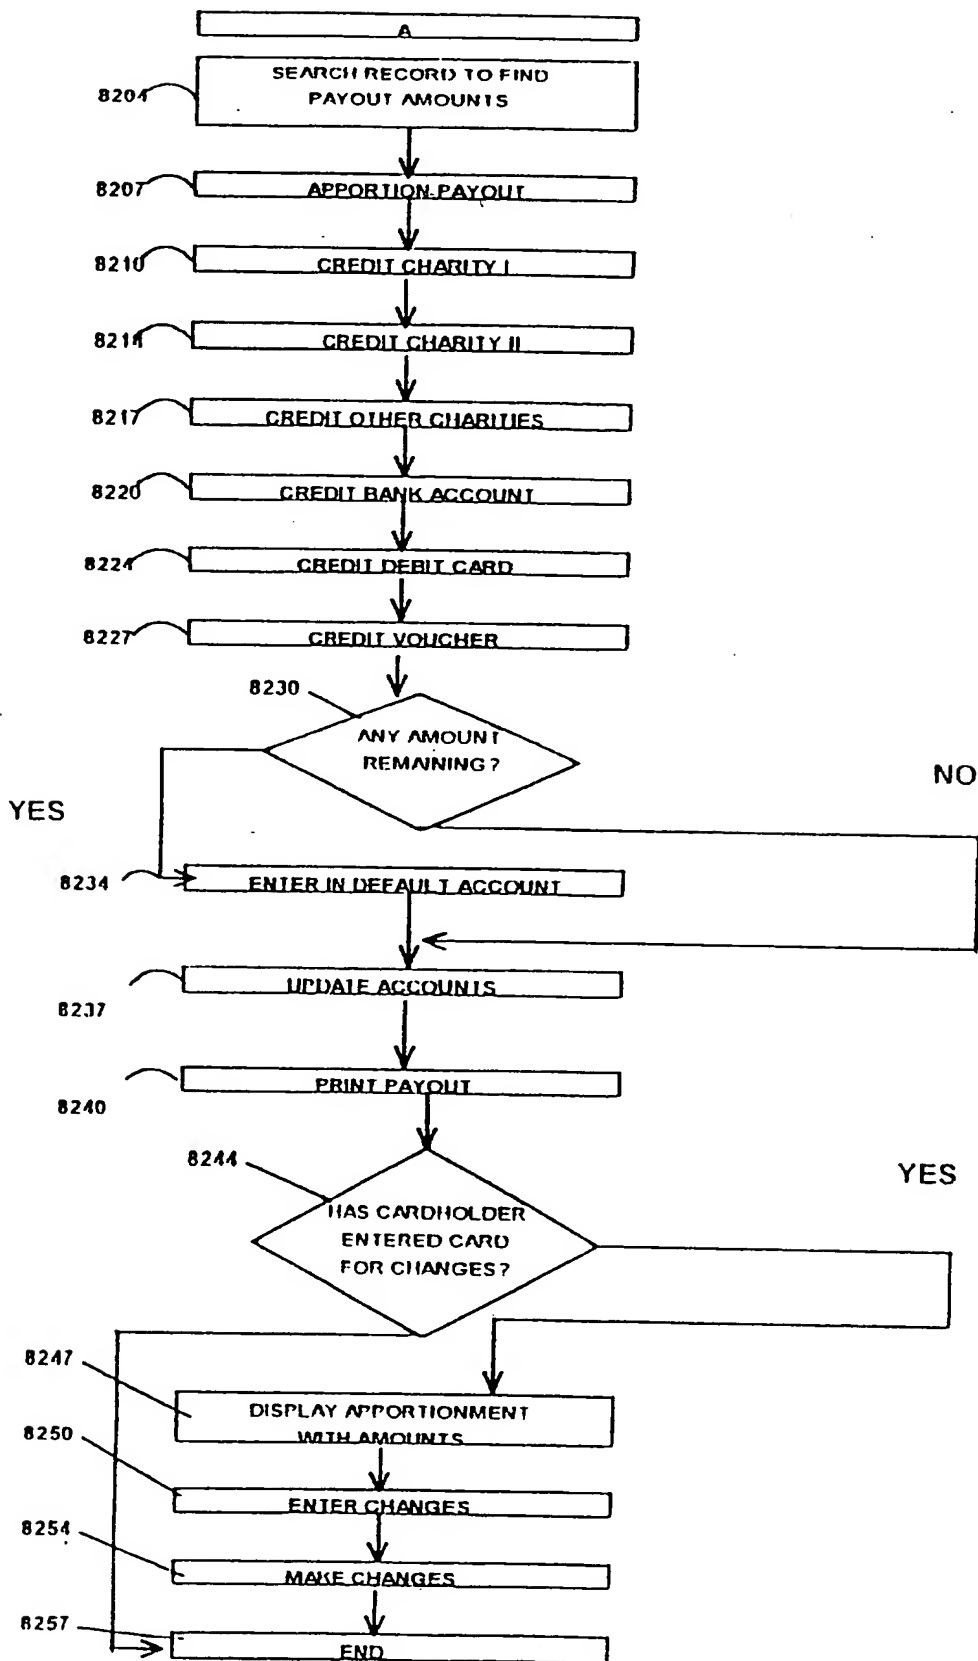 A
SEARCH RECORD TO FIND
PAYOUT AMOUNTS
8204
8207
APPORTION PAYOUT
8210
CREDIT CHARITY I
8214
CREDIT CHARITY II
8217
CREDIT OTHER CHARITIES
8220
CREDIT BANK ACCOUNT
8224
CREDIT DEBIT CARD
8227
CREDIT VOUCHER
8230
ANY AMOUNT
REMAINING?
YES
NO
8234
ENTER IN DEFAULT ACCOUNT
8237
UPDATE ACCOUNTS
8240
PRINT PAYOUT
8244
YES
HAS CARDHOLDER
ENTERED CARD
FOR CHANGES?
8247
DISPLAY APPORTIONMENT
WITH AMOUNTS
8250
ENTER CHANGES
8254
MAKE CHANGES
8257
END